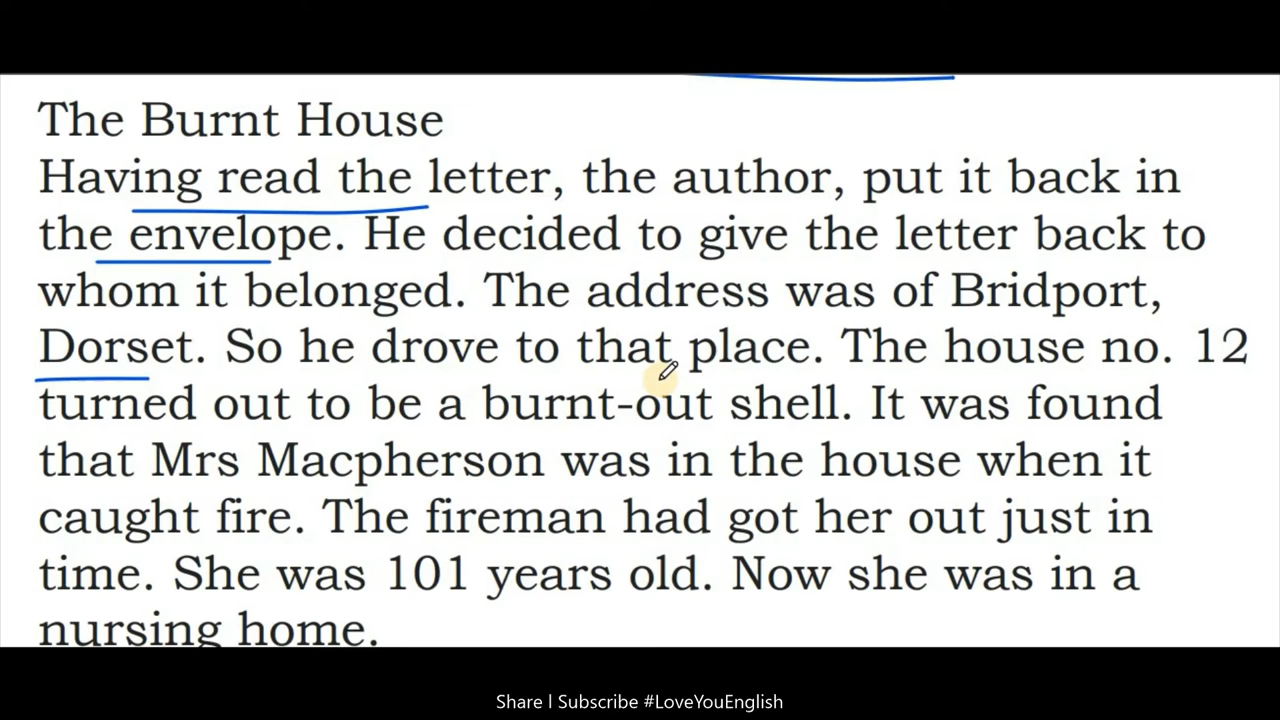 The Burnt House
Having read the letter, the author, put it back in
the envelope. He decided to give the letter back to
whom it belonged. The address was of Bridport,
Dorset. So he drove to that place. The house no. 12
turned out to be a burnt-out shell. It was found
that Mrs Macpherson was in the house when it
caught fire. The fireman had got her out just in
time. She was 101 years old. Now she was in a
nursing home.
Share l Subscribe #LoveYouEnglish